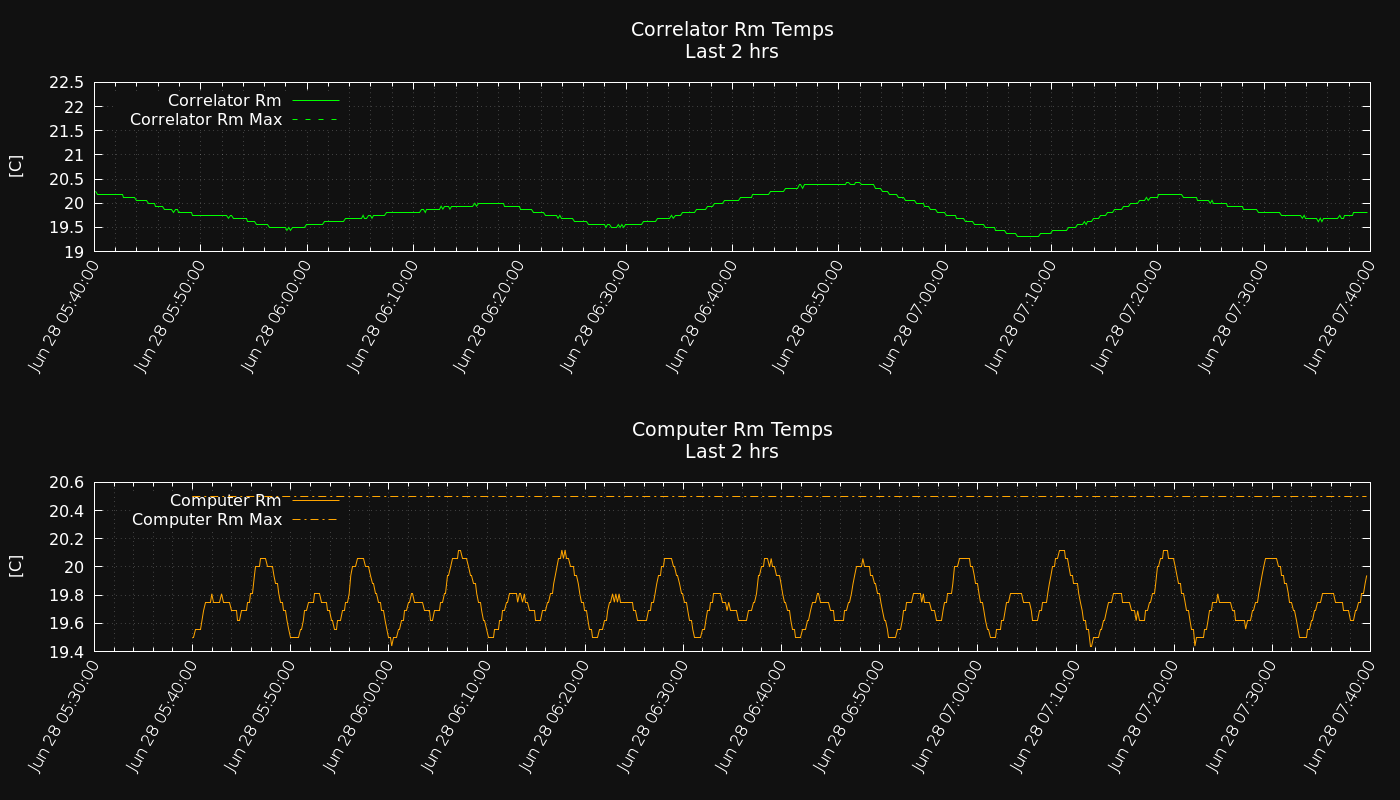 Correlator Rm Temps
Last 2 hrs
22.5
22
21.5
21
20.5
20
19.5
19
[C]
Correlator Rm
Correlator Rm Max
Jun 28 05:40:00
Jun 28 05:50:00
Jun 28 06:00:00
Jun 28 06:10:00
Jun 28 06:20:00
Jun 28 06:30:00
Jun 28 06:40:00
Jun 28 06:50:00
Jun 28 07:00:00
Jun 28 07:10:00
Jun 28 07:20:00
Jun 28 07:30:00
Jun 28 07:40:00
Computer Rm Temps
Last 2 hrs
20.6
20.4
20.2
20
19.8
19.6
19.4
[C]
Computer Rm
Computer Rm Max
Jun 28 05:30:00
Jun 28 05:40:00
Jun 28 05:50:00
Jun 28 06:00:00
Jun 28 06:10:00
Jun 28 06:20:00
Jun 28 06:30:00
Jun 28 06:40:00
Jun 28 06:50:00
Jun 28 07:00:00
Jun 28 07:10:00
Jun 28 07:20:00
Jun 28 07:30:00
Jun 28 07:40:00